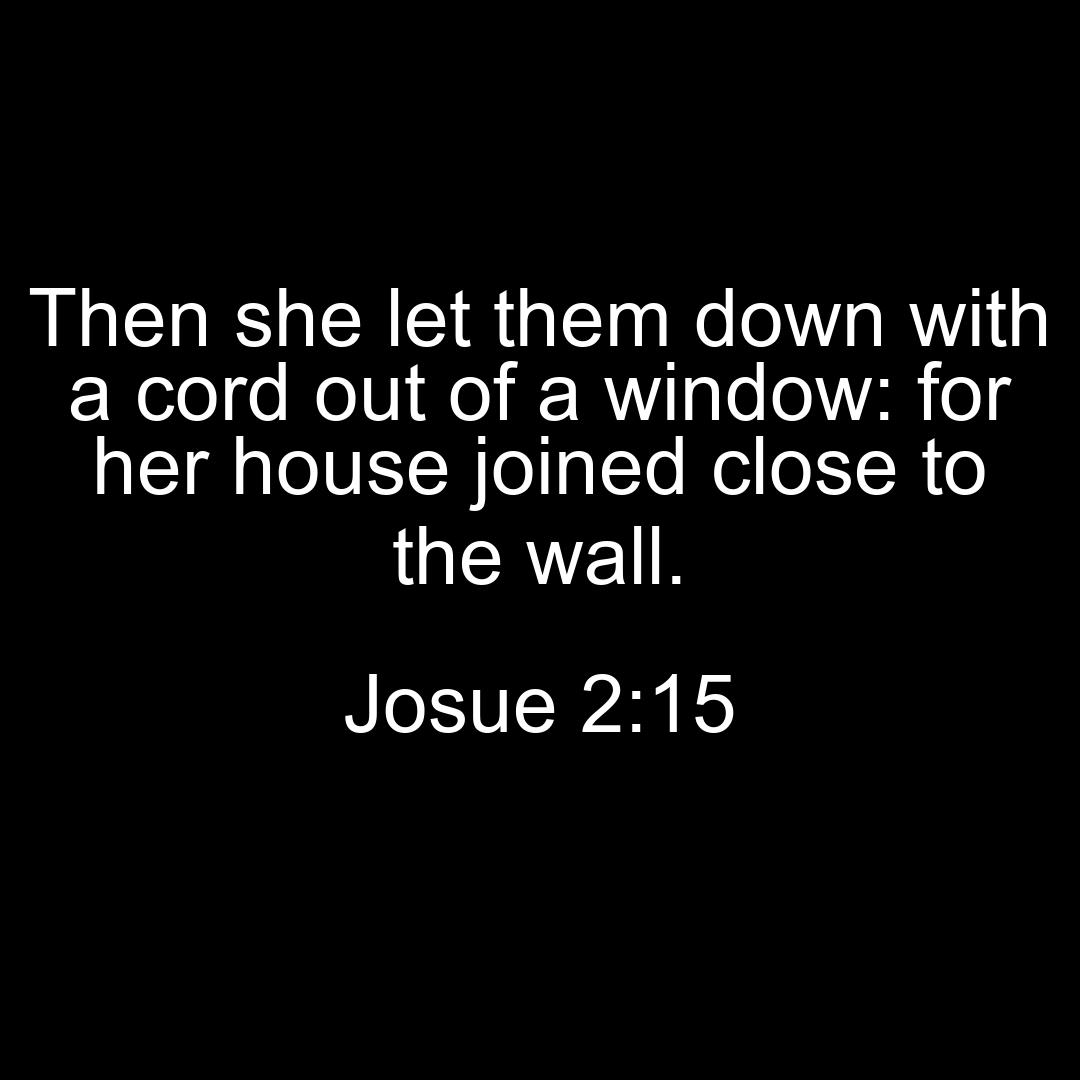 Then she let them down with
a cord out of a window: for
her house joined close to
the wall.
Josue 2:15